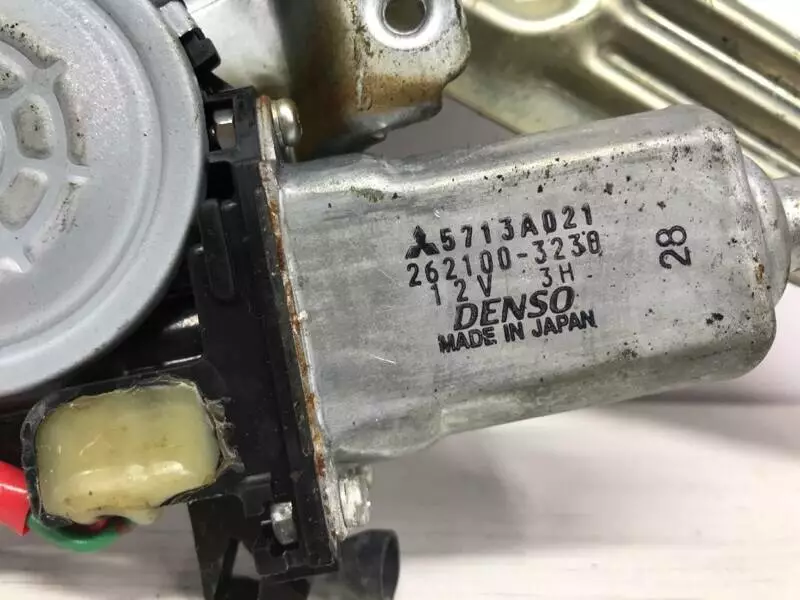 5713A021
262100-3238
12V 3H
DENSO
MADE IN JAPAN
28